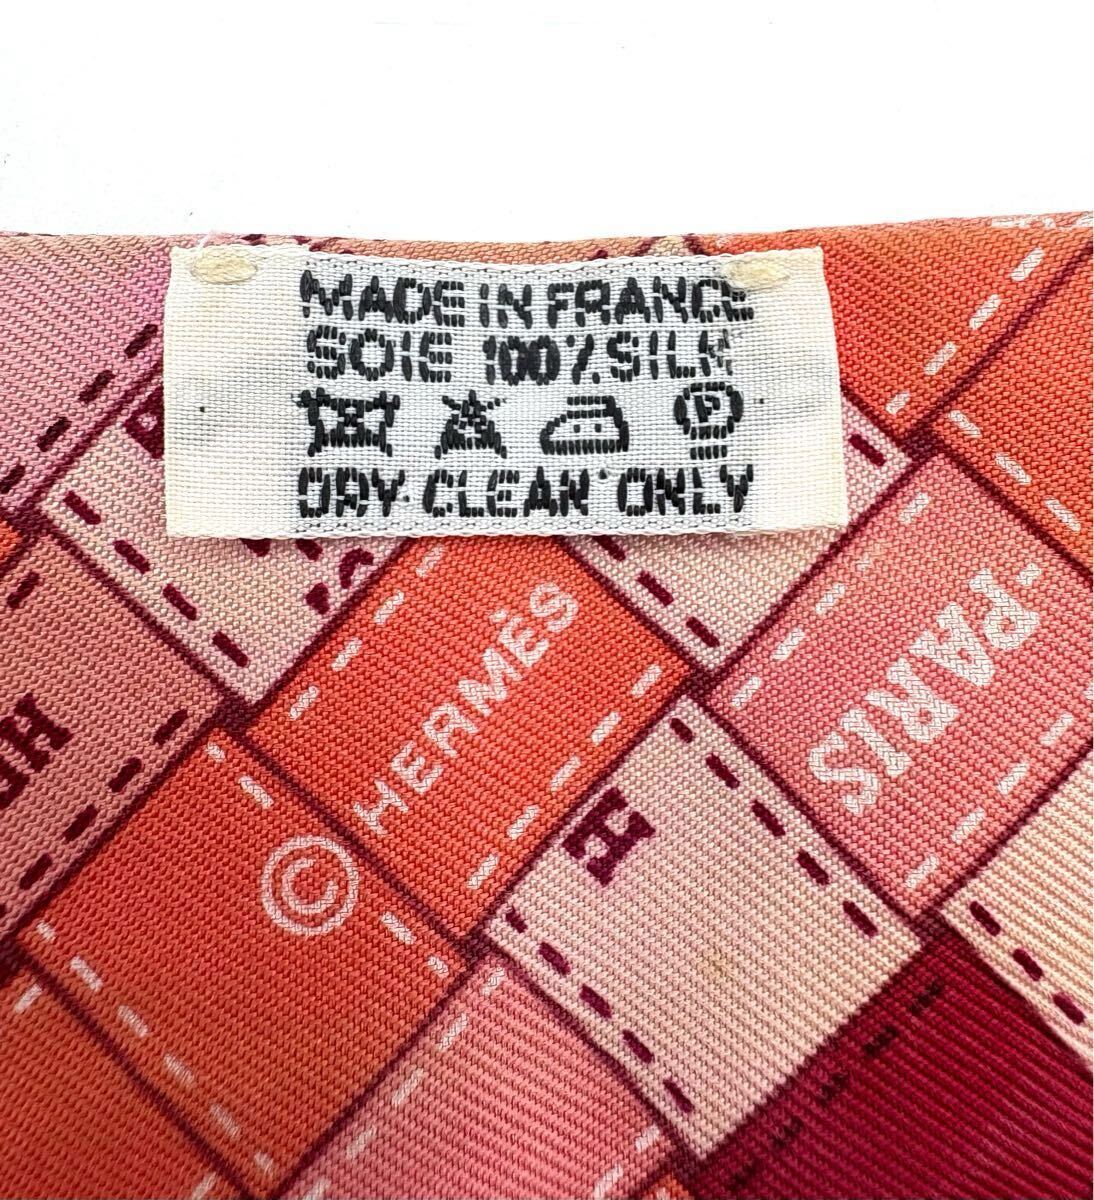 MADE IN FRANCE
SOIE 100% SILK
DRY CLEAN ONLY
HERMÈS
-PARIS
©
H